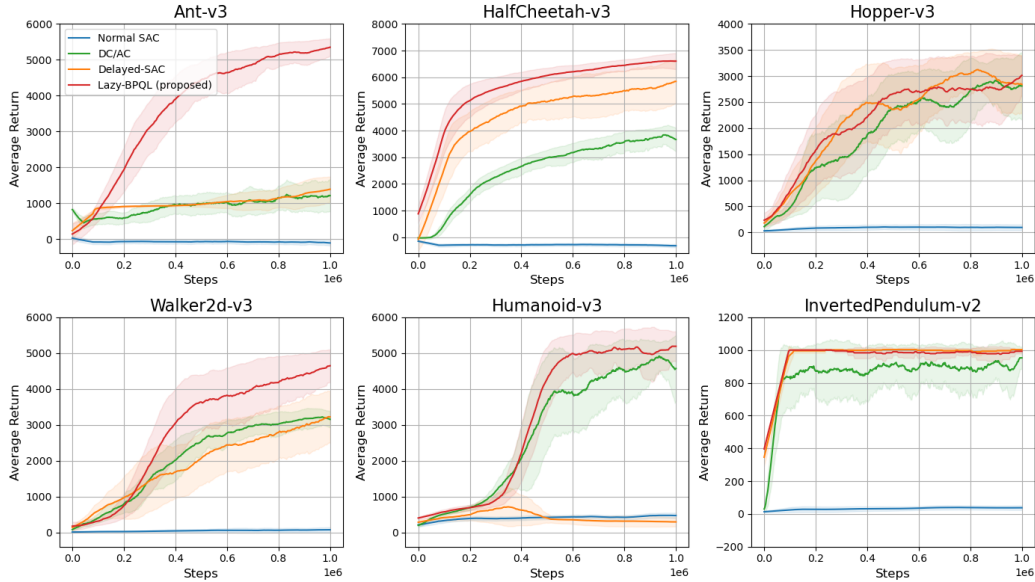 Ant-v3
6000
5000
4000
3000
2000
1000
0
Average Return
Normal SAC
DC/AC
Delayed-SAC
Lazy-BPQL (proposed)
0.0 0.2 0.4 0.6 0.8 1.0
Steps
1e6
HalfCheetah-v3
8000
7000
6000
5000
4000
3000
2000
1000
0
Average Return
0.0 0.2 0.4 0.6 0.8 1.0
Steps
1e6
Hopper-v3
4000
3000
2000
1000
0
Average Return
0.0 0.2 0.4 0.6 0.8 1.0
Steps
1e6
Walker2d-v3
6000
5000
4000
3000
2000
1000
0
Average Return
0.0 0.2 0.4 0.6 0.8 1.0
Steps
1e6
Humanoid-v3
6000
5000
4000
3000
2000
1000
0
Average Return
0.0 0.2 0.4 0.6 0.8 1.0
Steps
1e6
InvertedPendulum-v2
1200
1000
800
600
400
200
0
−200
Average Return
0.0 0.2 0.4 0.6 0.8 1.0
Steps
1e6